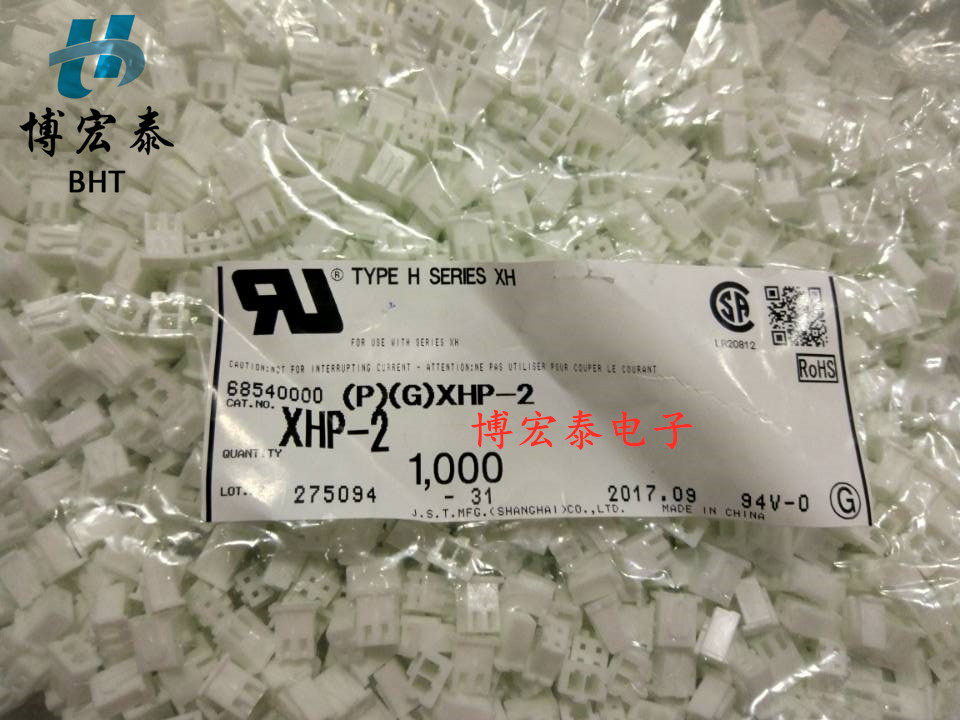 博宏泰
BHT
® TYPE H SERIES XH
FOR USE WITH SERIES XH
LR20812
CAUTION:NOT FOR INTERRUPTING CURRENT - ATTENTION:NE PAS UTILISER POUR COUPER LE COURANT
RoHS
68540000 (P)(G)XHP-2
CAT.NO. XHP-2
博宏泰电子
QUANTITY 1,000
LOT. 275094 - 31 2017.09 94V-0 G
J.S.T.MFG.(SHANGHAI)CO.,LTD. MADE IN CHINA